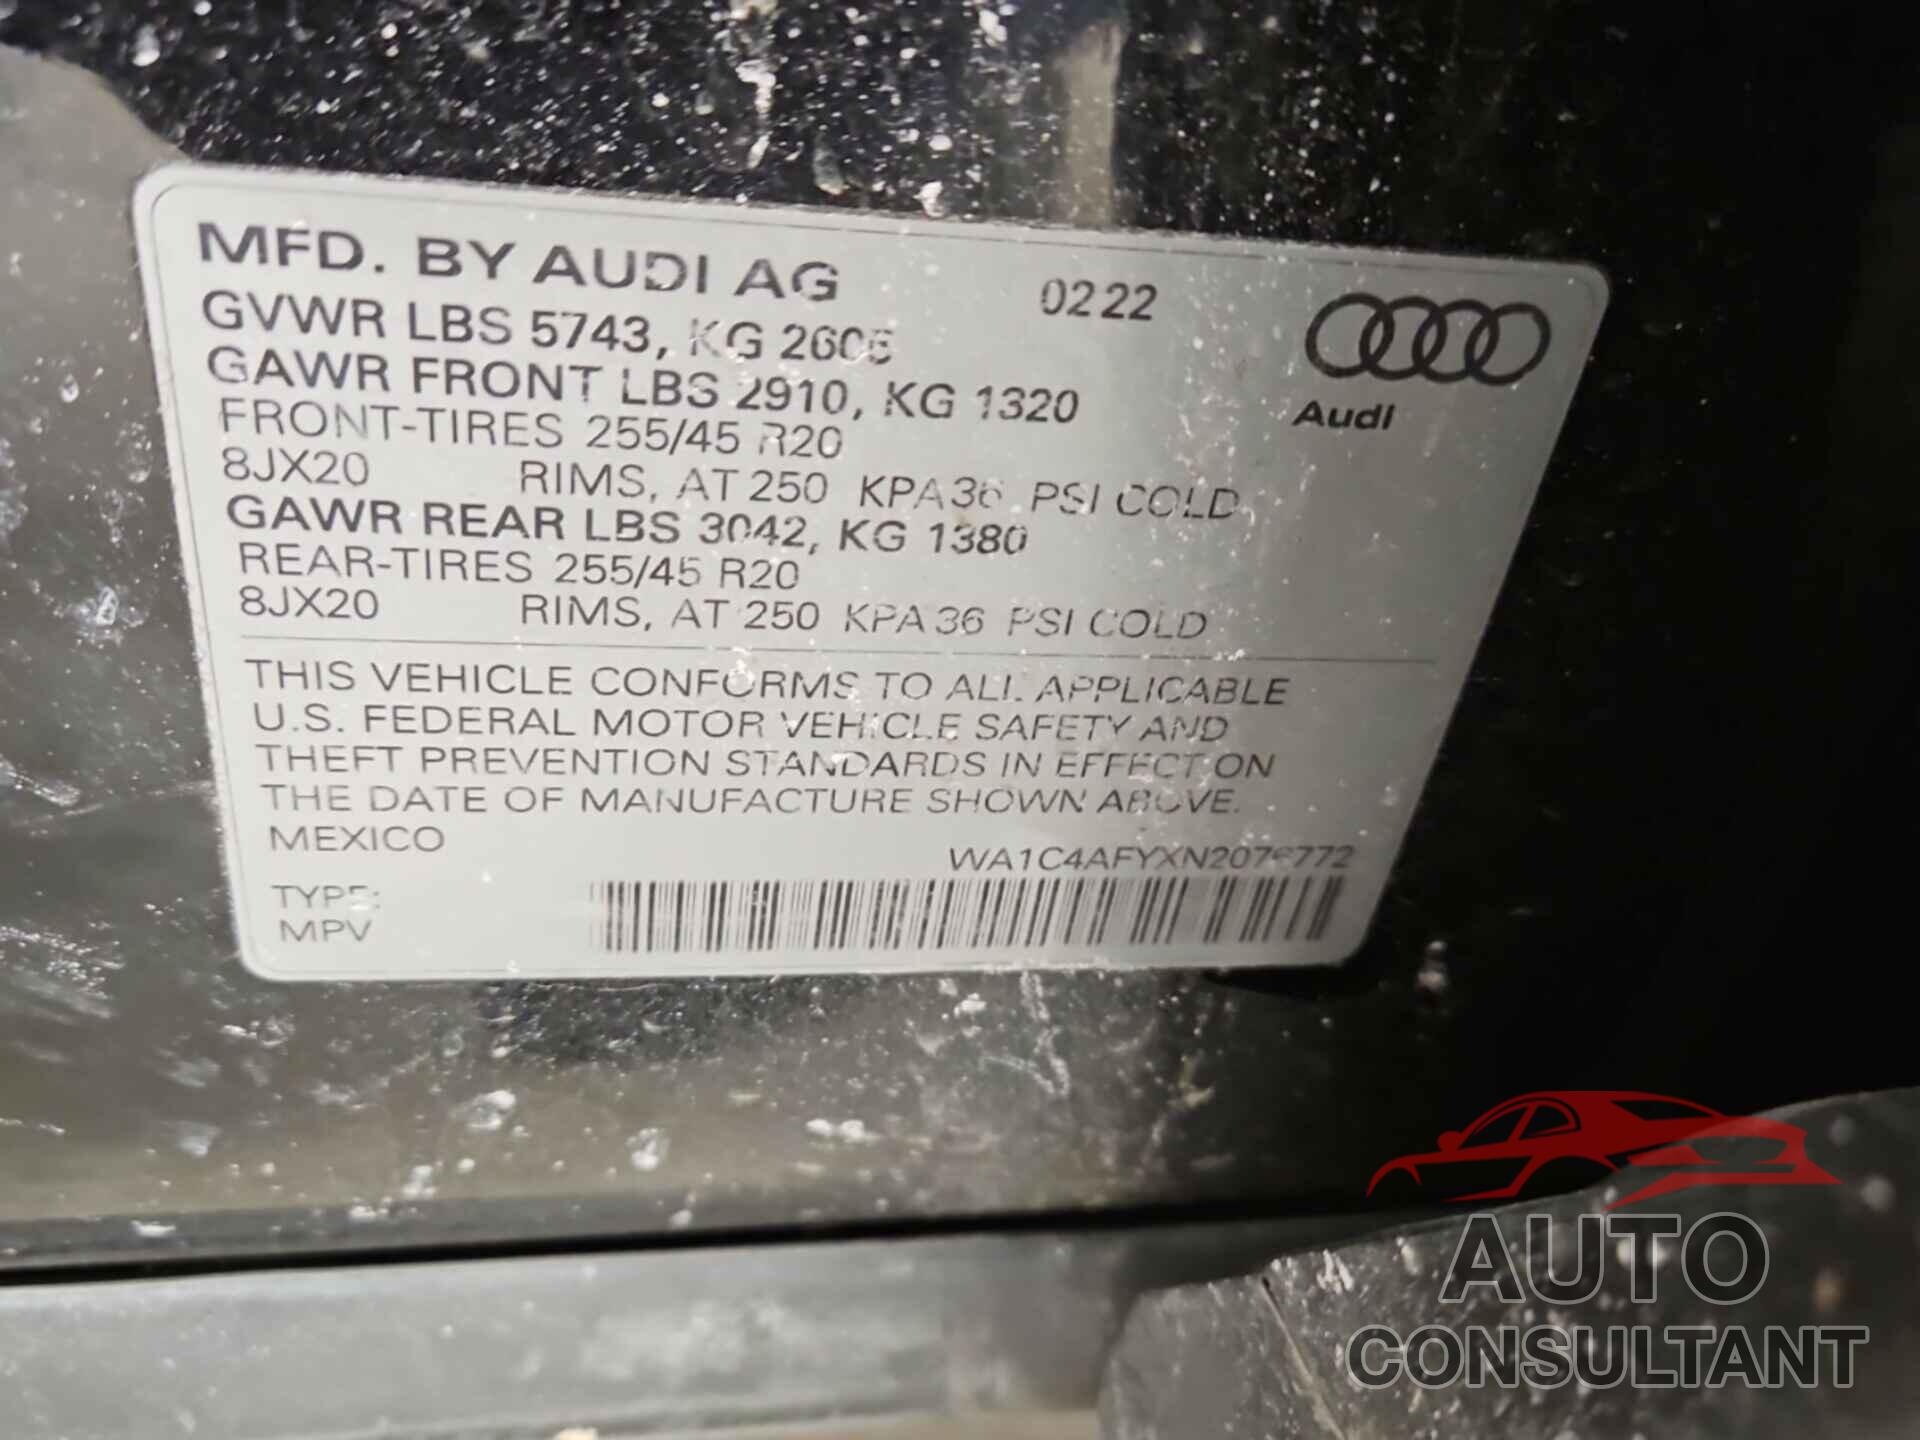 MFD. BY AUDI AG 0222
GVWR LBS 5743, KG 2605
GAWR FRONT LBS 2910, KG 1320
Audi
FRONT-TIRES 255/45 R20
8JX20 RIMS, AT 250 KPA 36 PSI COLD
GAWR REAR LBS 3042, KG 1380
REAR-TIRES 255/45 R20
8JX20 RIMS, AT 250 KPA 36 PSI COLD
THIS VEHICLE CONFORMS TO ALL APPLICABLE
U.S. FEDERAL MOTOR VEHICLE SAFETY AND
THEFT PREVENTION STANDARDS IN EFFECT ON
THE DATE OF MANUFACTURE SHOWN ABOVE.
MEXICO
WA1C4AFYXN2076772
TYPE:
MPV
AUTO
CONSULTANT